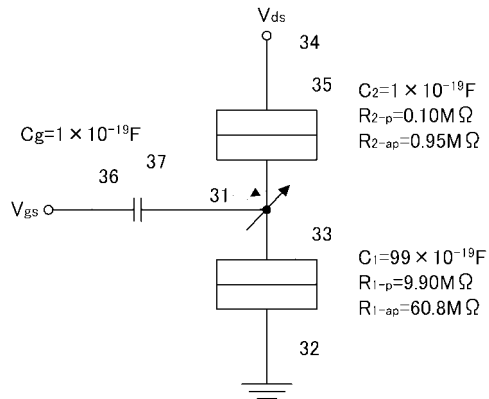 Vds
34
35
C2=1 × 10⁻¹⁹F
R2-p=0.10MΩ
R2-ap=0.95MΩ
Cg=1 × 10⁻¹⁹F
36
37
31
Vgs
33
C1=99 × 10⁻¹⁹F
R1-p=9.90MΩ
R1-ap=60.8MΩ
32